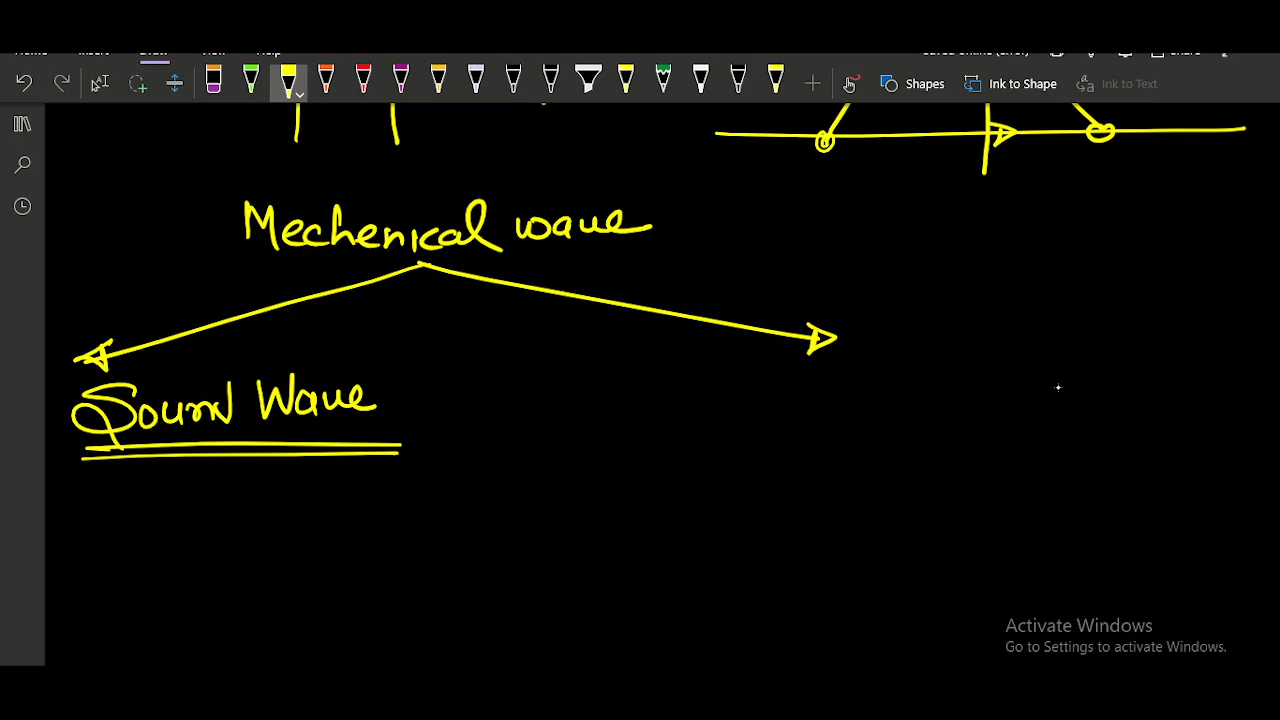 Shapes Ink to Shape Ink to Text
Mechenical wave
Sound Wave
Activate Windows
Go to Settings to activate Windows.